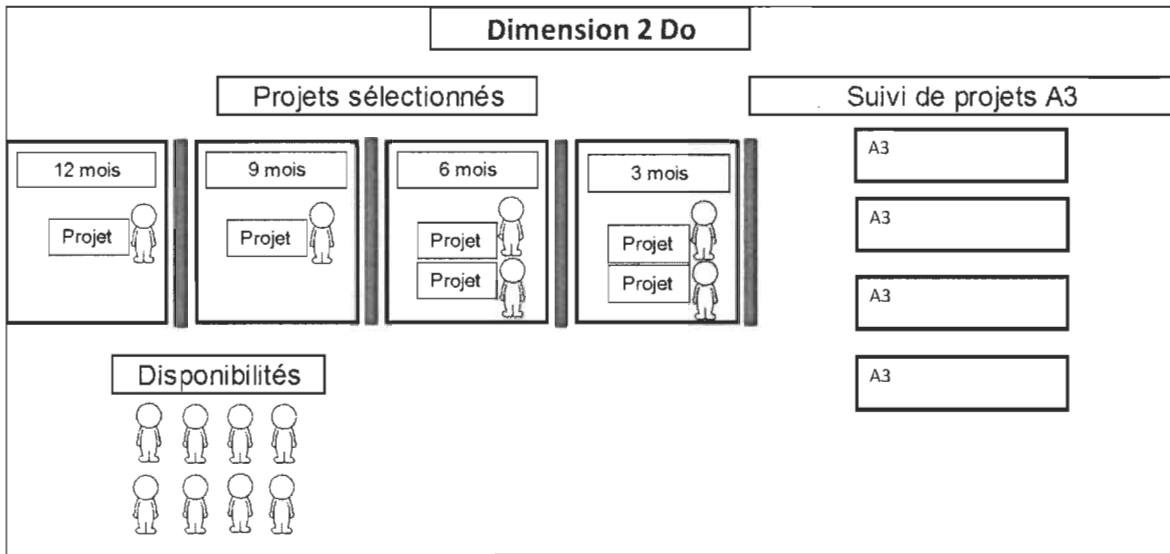 Dimension 2 Do
Projets sélectionnés
Suivi de projets A3
12 mois
9 mois
6 mois
3 mois
Projet
Projet
Projet
Projet
Projet
Projet
A3
A3
A3
A3
Disponibilités